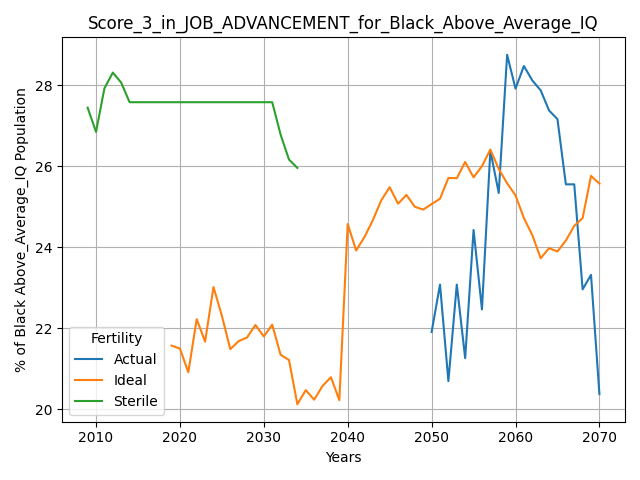 Score_3_in_JOB_ADVANCEMENT_for_Black_Above_Average_IQ
% of Black Above_Average_IQ Population
28
26
24
22
20
Fertility
Actual
Ideal
Sterile
2010 2020 2030 2040 2050 2060 2070
Years